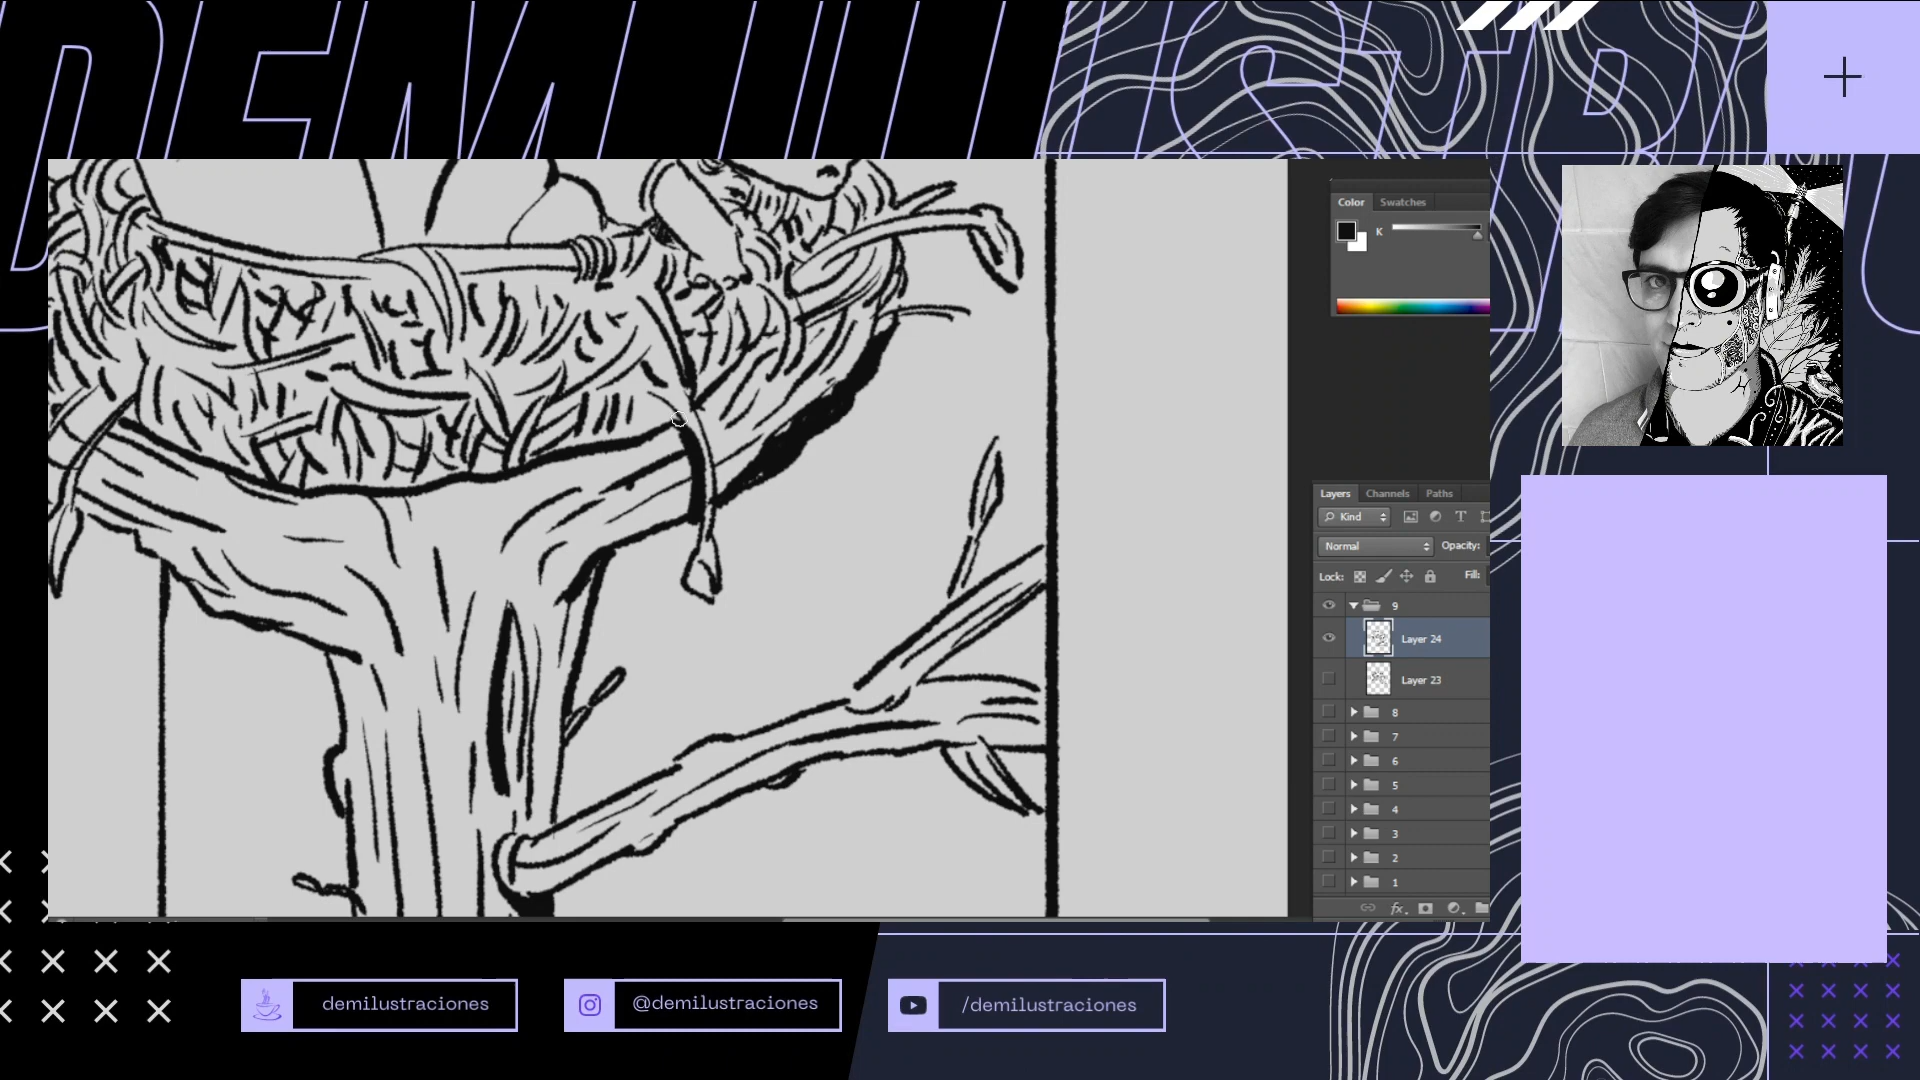 Color Swatches
K
Layers Channels Paths
Kind T
Normal Opacity:
Lock: Fill:
9
Layer 24
Layer 23
8
7
6
5
4
3
2
1
fx
demilustraciones
@demilustraciones
/demilustraciones